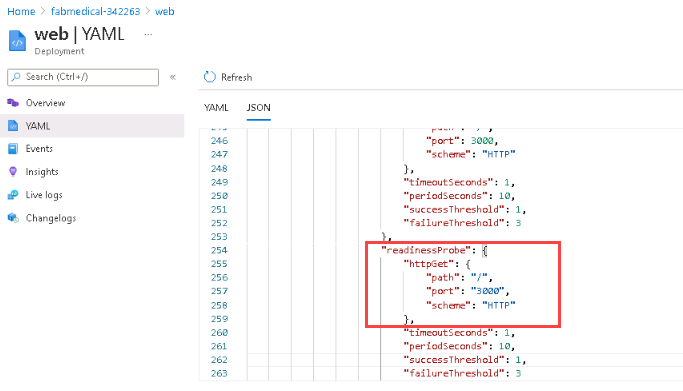 Home > fabmedical-342263 > web
web | YAML ...
Deployment
Search (Ctrl+/)
«
Overview
YAML
Events
Insights
Live logs
Changelogs
Refresh
YAML JSON
245 "path": "/",
246 "port": 3000,
247 "scheme": "HTTP"
248 },
249 "timeoutSeconds": 1,
250 "periodSeconds": 10,
251 "successThreshold": 1,
252 "failureThreshold": 3
253 },
254 "readinessProbe": {
255 "httpGet": {
256 "path": "/",
257 "port": "3000",
258 "scheme": "HTTP"
259 },
260 "timeoutSeconds": 1,
261 "periodSeconds": 10,
262 "successThreshold": 1,
263 "failureThreshold": 3